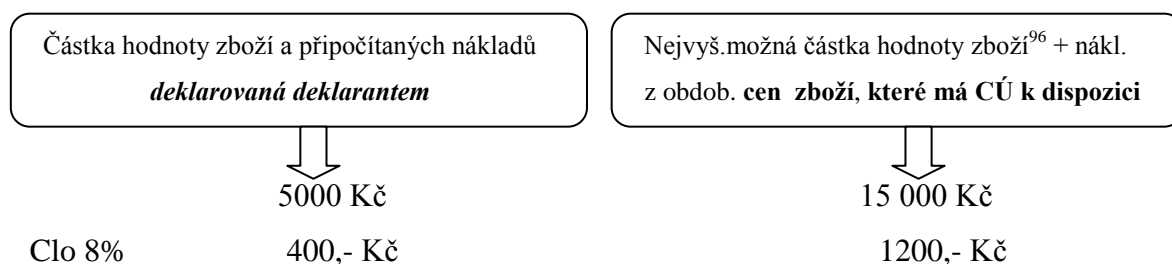 Částka hodnoty zboží a připočítaných nákladů
deklarovaná deklarantem
Nejvyš.možná částka hodnoty zboží96 + nákl.
z obdob. cen zboží, které má CÚ k dispozici
5000 Kč 15 000 Kč
Clo 8% 400,- Kč 1200,- Kč